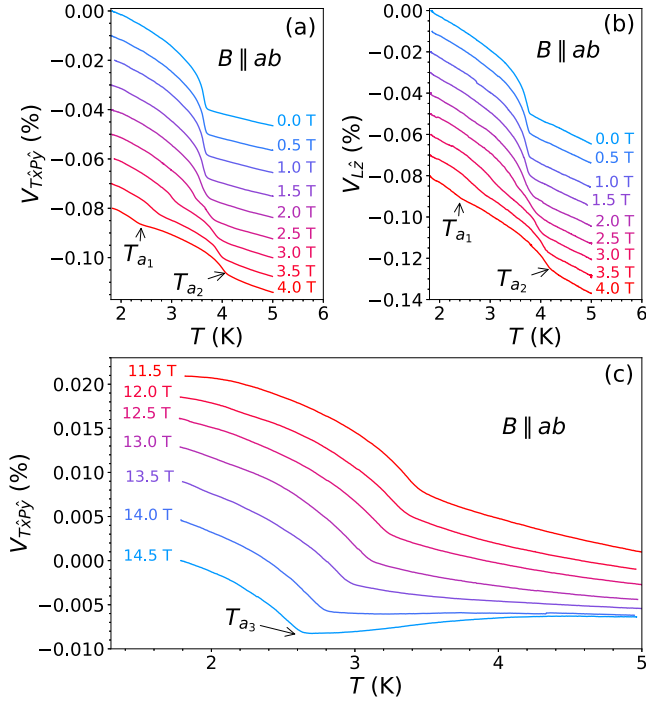 (a)
B ∥ ab
0.00
−0.02
−0.04
−0.06
−0.08
−0.10
V_{Tx̂Pŷ} (%)
0.0 T
0.5 T
1.0 T
1.5 T
2.0 T
2.5 T
3.0 T
3.5 T
4.0 T
T_{a_1}
T_{a_2}
2 3 4 5 6
T (K)
(b)
B ∥ ab
0.00
−0.02
−0.04
−0.06
−0.08
−0.10
−0.12
−0.14
V_{Lẑ} (%)
0.0 T
0.5 T
1.0 T
1.5 T
2.0 T
2.5 T
3.0 T
3.5 T
4.0 T
T_{a_1}
T_{a_2}
2 3 4 5 6
T (K)
(c)
B ∥ ab
0.020
0.015
0.010
0.005
0.000
−0.005
−0.010
V_{Tx̂Pŷ} (%)
11.5 T
12.0 T
12.5 T
13.0 T
13.5 T
14.0 T
14.5 T
T_{a_3}
2 3 4 5
T (K)